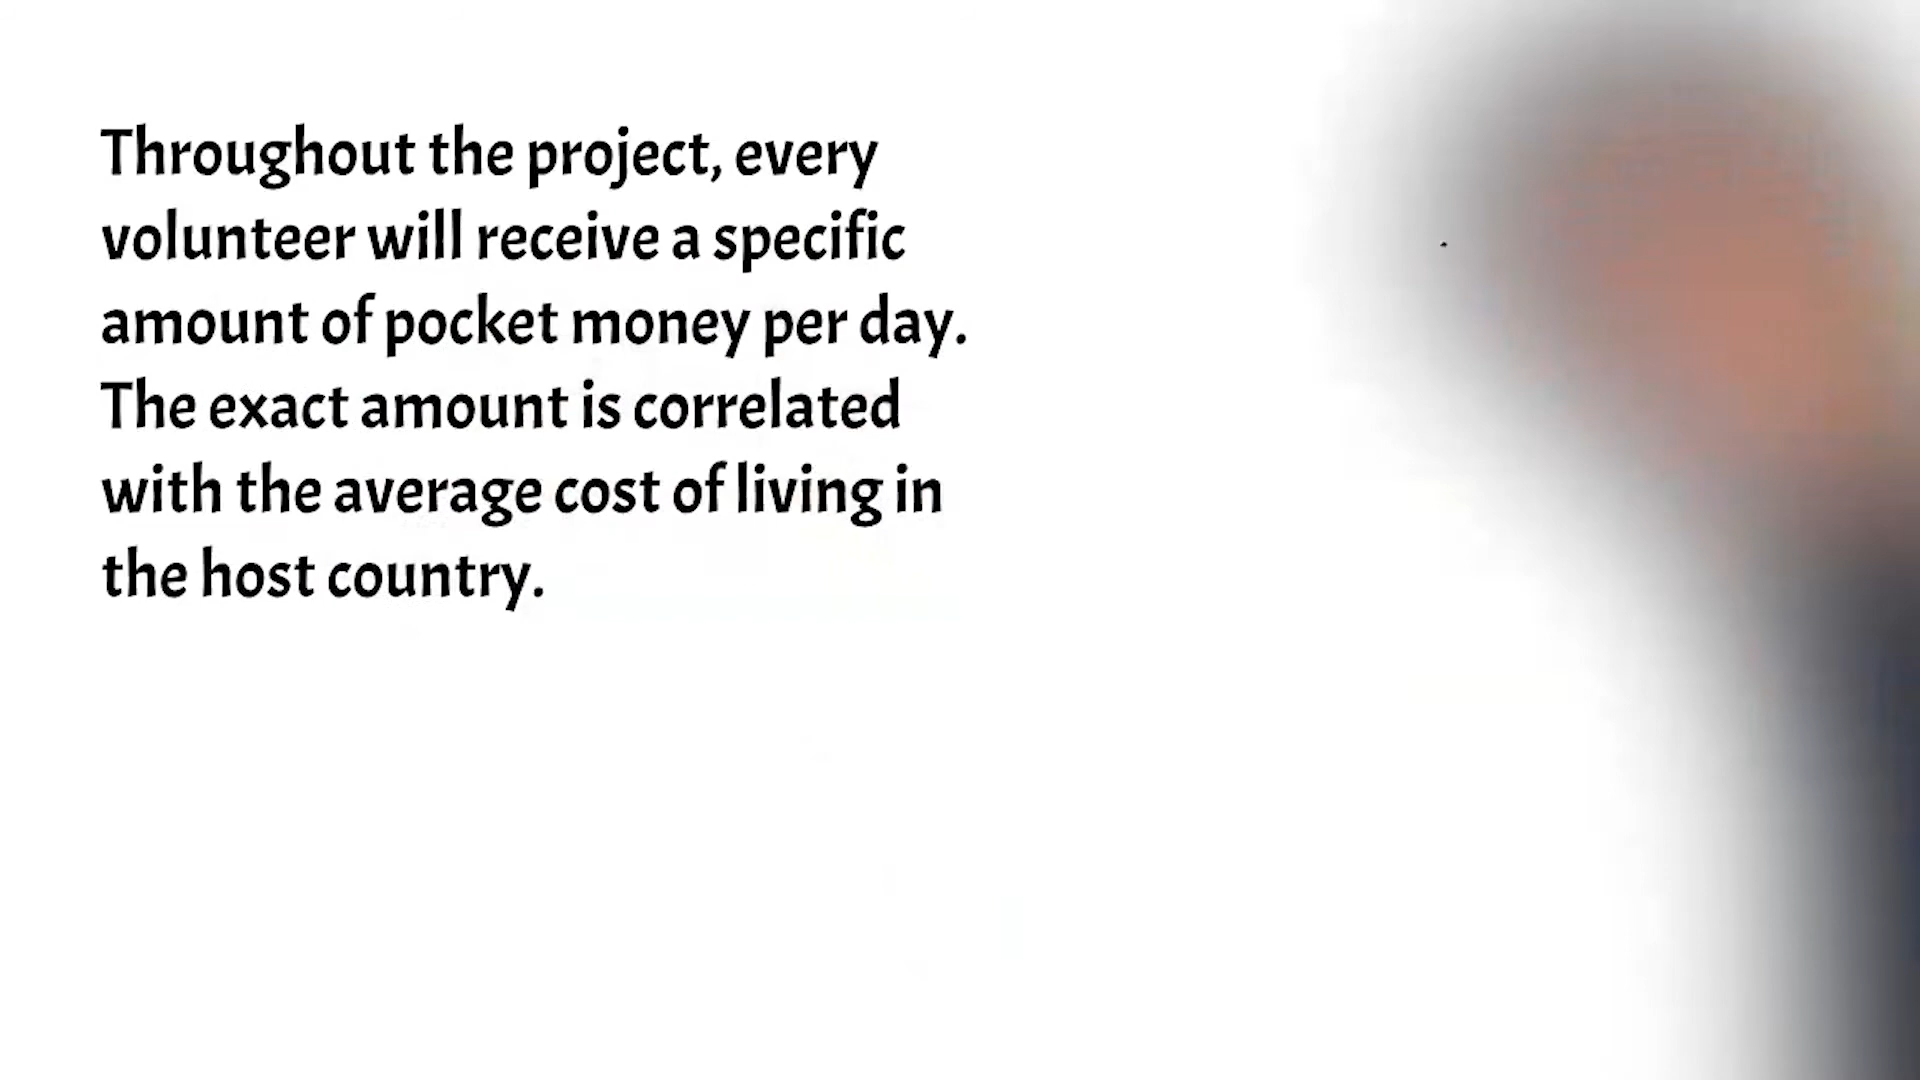 Throughout the project, every
volunteer will receive a specific
amount of pocket money per day.
The exact amount is correlated
with the average cost of living in
the host country.